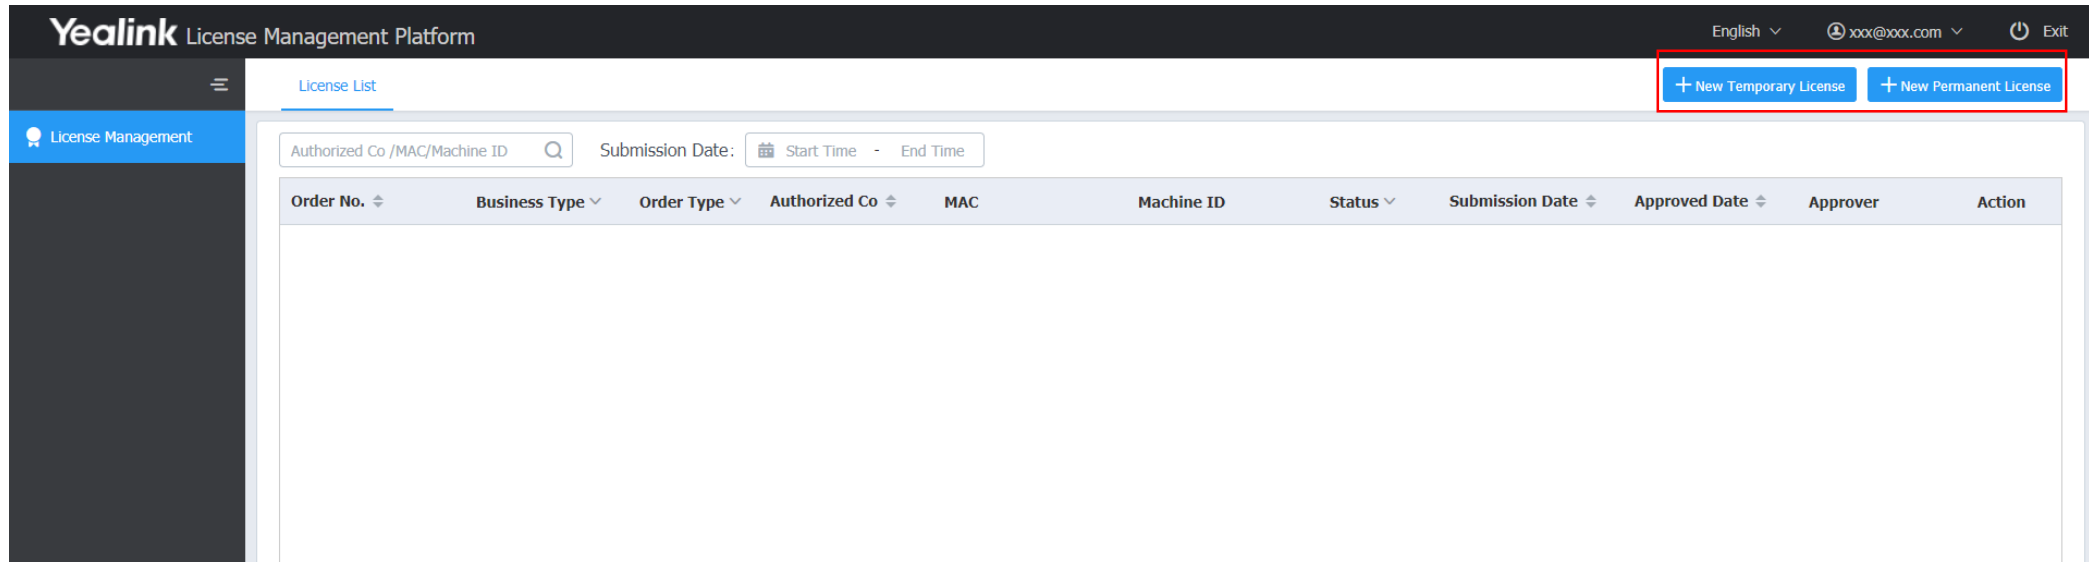 Yealink License Management Platform English xxx@xxx.com Exit
License List + New Temporary License + New Permanent License
License Management
Authorized Co /MAC/Machine ID Submission Date: Start Time - End Time
Order No. Business Type Order Type Authorized Co MAC Machine ID Status Submission Date Approved Date Approver Action